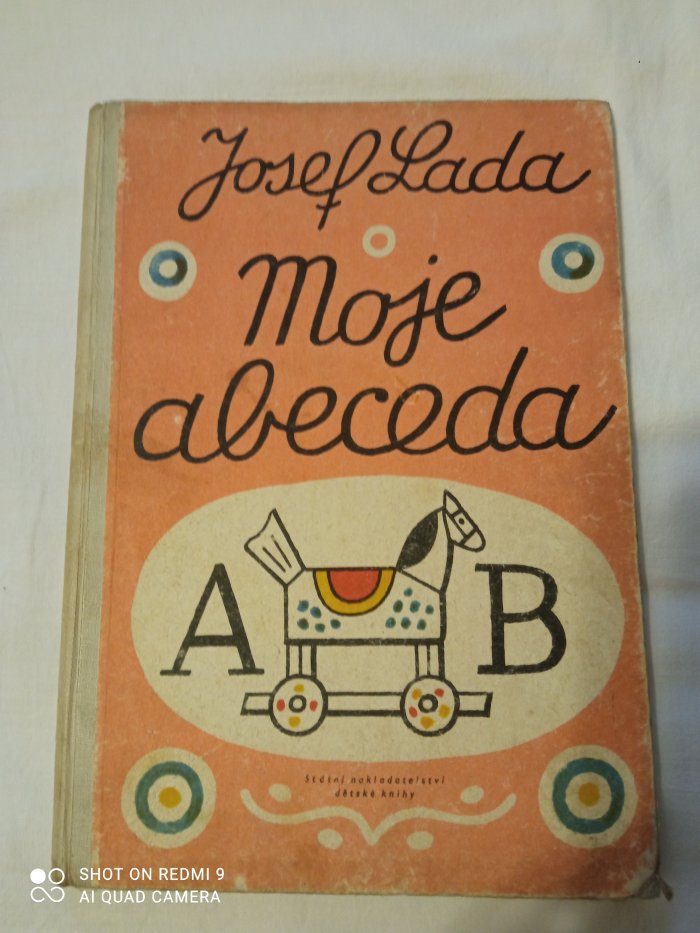 Josef Lada
Moje
abeceda
A B
Státní nakladatelství
dětské knihy
SHOT ON REDMI 9
AI QUAD CAMERA